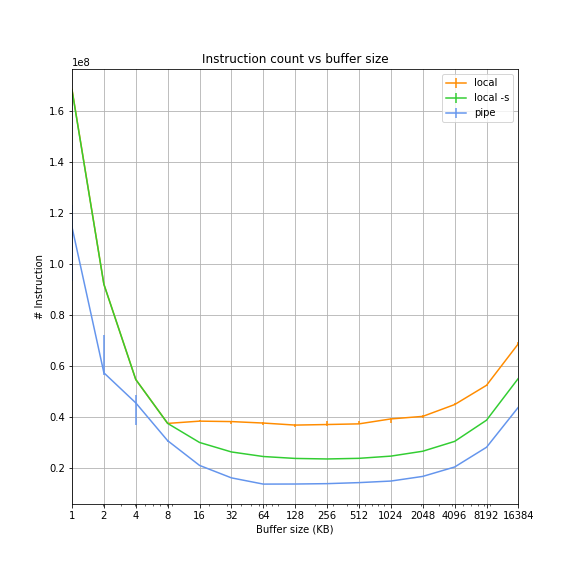 Instruction count vs buffer size
1e8
local
local -s
pipe
1.6
1.4
1.2
1.0
0.8
0.6
0.4
0.2
# Instruction
1 2 4 8 16 32 64 128 256 512 1024 2048 4096 8192 16384
Buffer size (KB)